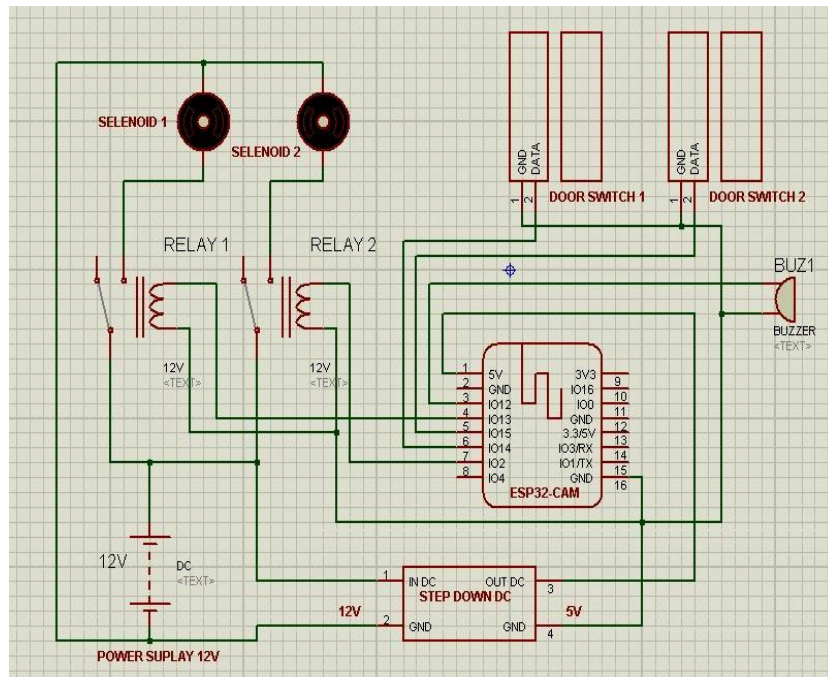 SELENOID 1
SELENOID 2
GND
DATA
1
2
DOOR SWITCH 1
GND
DATA
1
2
DOOR SWITCH 2
RELAY 1
RELAY 2
12V
<TEXT>
12V
<TEXT>
BUZ1
BUZZER
<TEXT>
1 5V
2 GND
3 IO12
4 IO13
5 IO15
6 IO14
7 IO2
8 IO4
3V3 9
IO16 10
IO0 11
GND 12
3.3/5V 13
IO3/RX 14
IO1/TX 15
GND 16
ESP32-CAM
12V
DC
<TEXT>
POWER SUPLAY 12V
1 IN DC
OUT DC 3
STEP DOWN DC
12V
5V
2 GND
GND 4